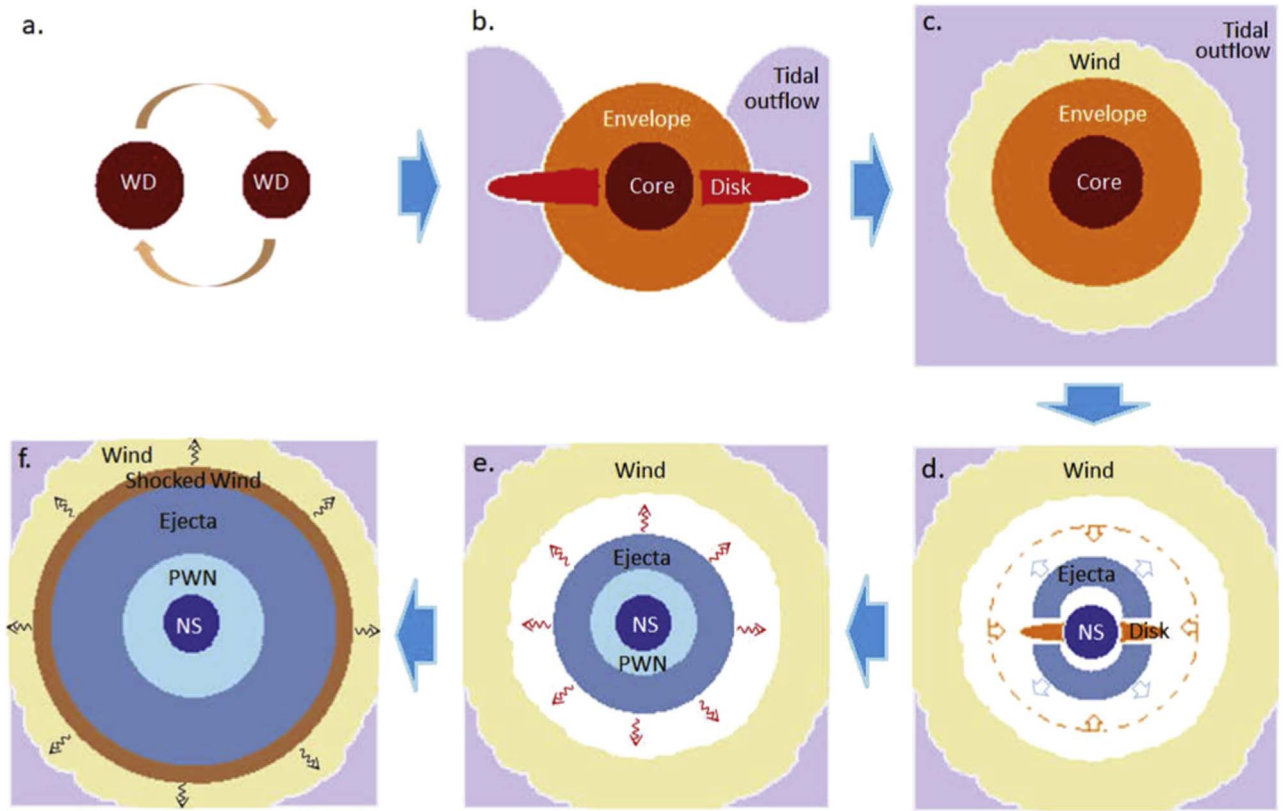 a.
WD
WD
b.
Tidal
outflow
Envelope
Core
Disk
c.
Tidal
outflow
Wind
Envelope
Core
d.
Wind
Ejecta
NS
Disk
e.
Wind
Ejecta
NS
PWN
f.
Wind
Shocked Wind
Ejecta
PWN
NS